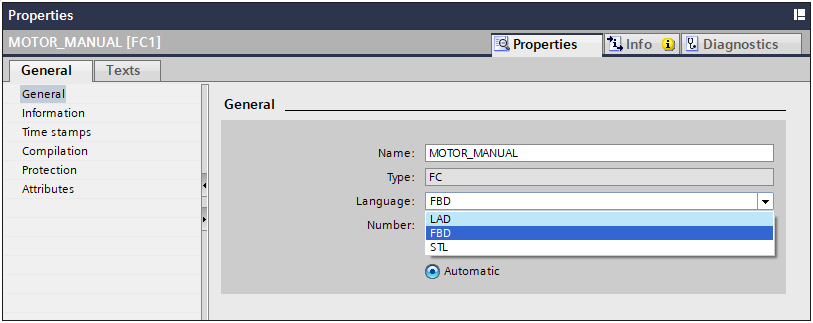 Properties
MOTOR_MANUAL [FC1]
Properties Info Diagnostics
General Texts
General
Information
Time stamps
Compilation
Protection
Attributes
General
Name: MOTOR_MANUAL
Type: FC
Language: FBD
Number:
LAD
FBD
STL
Automatic